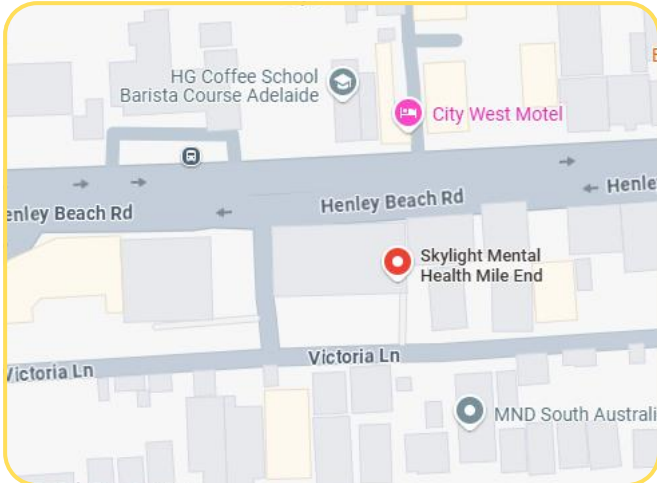 HG Coffee School
Barista Course Adelaide
City West Motel
E
enley Beach Rd
Henley Beach Rd
Henle
Skylight Mental
Health Mile End
Victoria Ln
Victoria Ln
MND South Australi